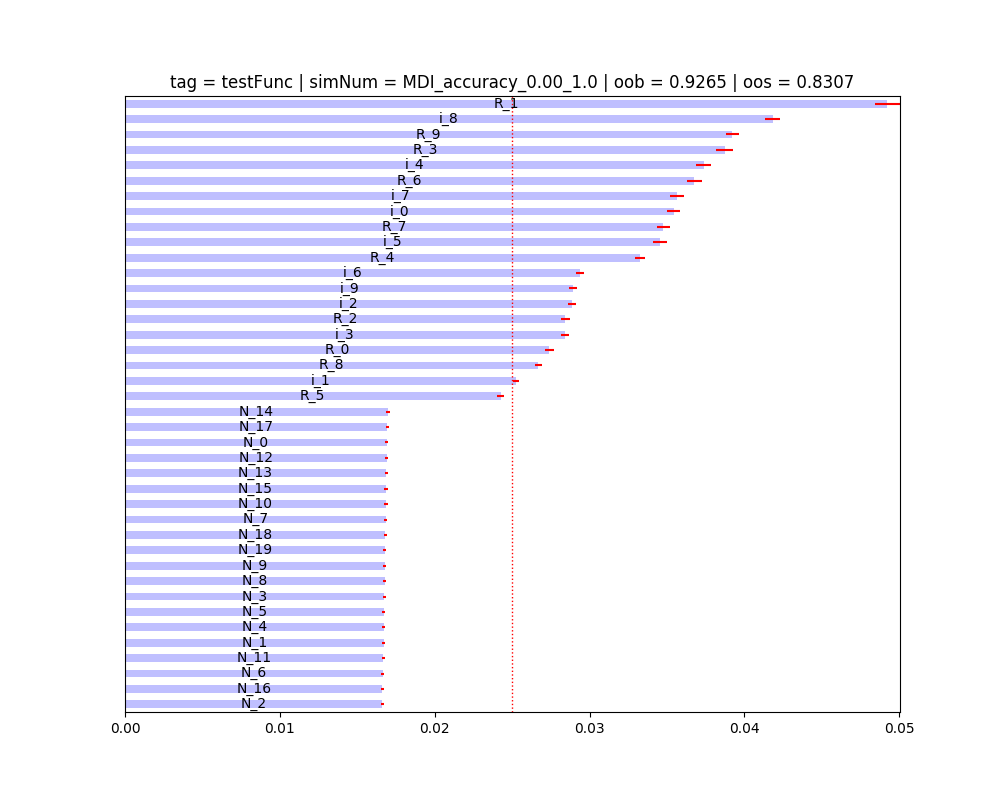 tag = testFunc | simNum = MDI_accuracy_0.00_1.0 | oob = 0.9265 | oos = 0.8307
R_1
i_8
R_9
R_3
i_4
R_6
i_7
i_0
R_7
i_5
R_4
i_6
i_9
i_2
R_2
i_3
R_0
R_8
i_1
R_5
N_14
N_17
N_0
N_12
N_13
N_15
N_10
N_7
N_18
N_19
N_9
N_8
N_3
N_5
N_4
N_1
N_11
N_6
N_16
N_2
0.00 0.01 0.02 0.03 0.04 0.05